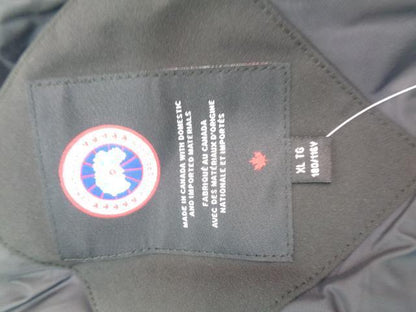 MADE IN CANADA WITH DOMESTIC
AND IMPORTED MATERIALS
FABRIQUÉ AU CANADA
AVEC DES MATÉRIAUX D'ORIGINE
NATIONALE ET IMPORTÉS
XL TG
180/116Y